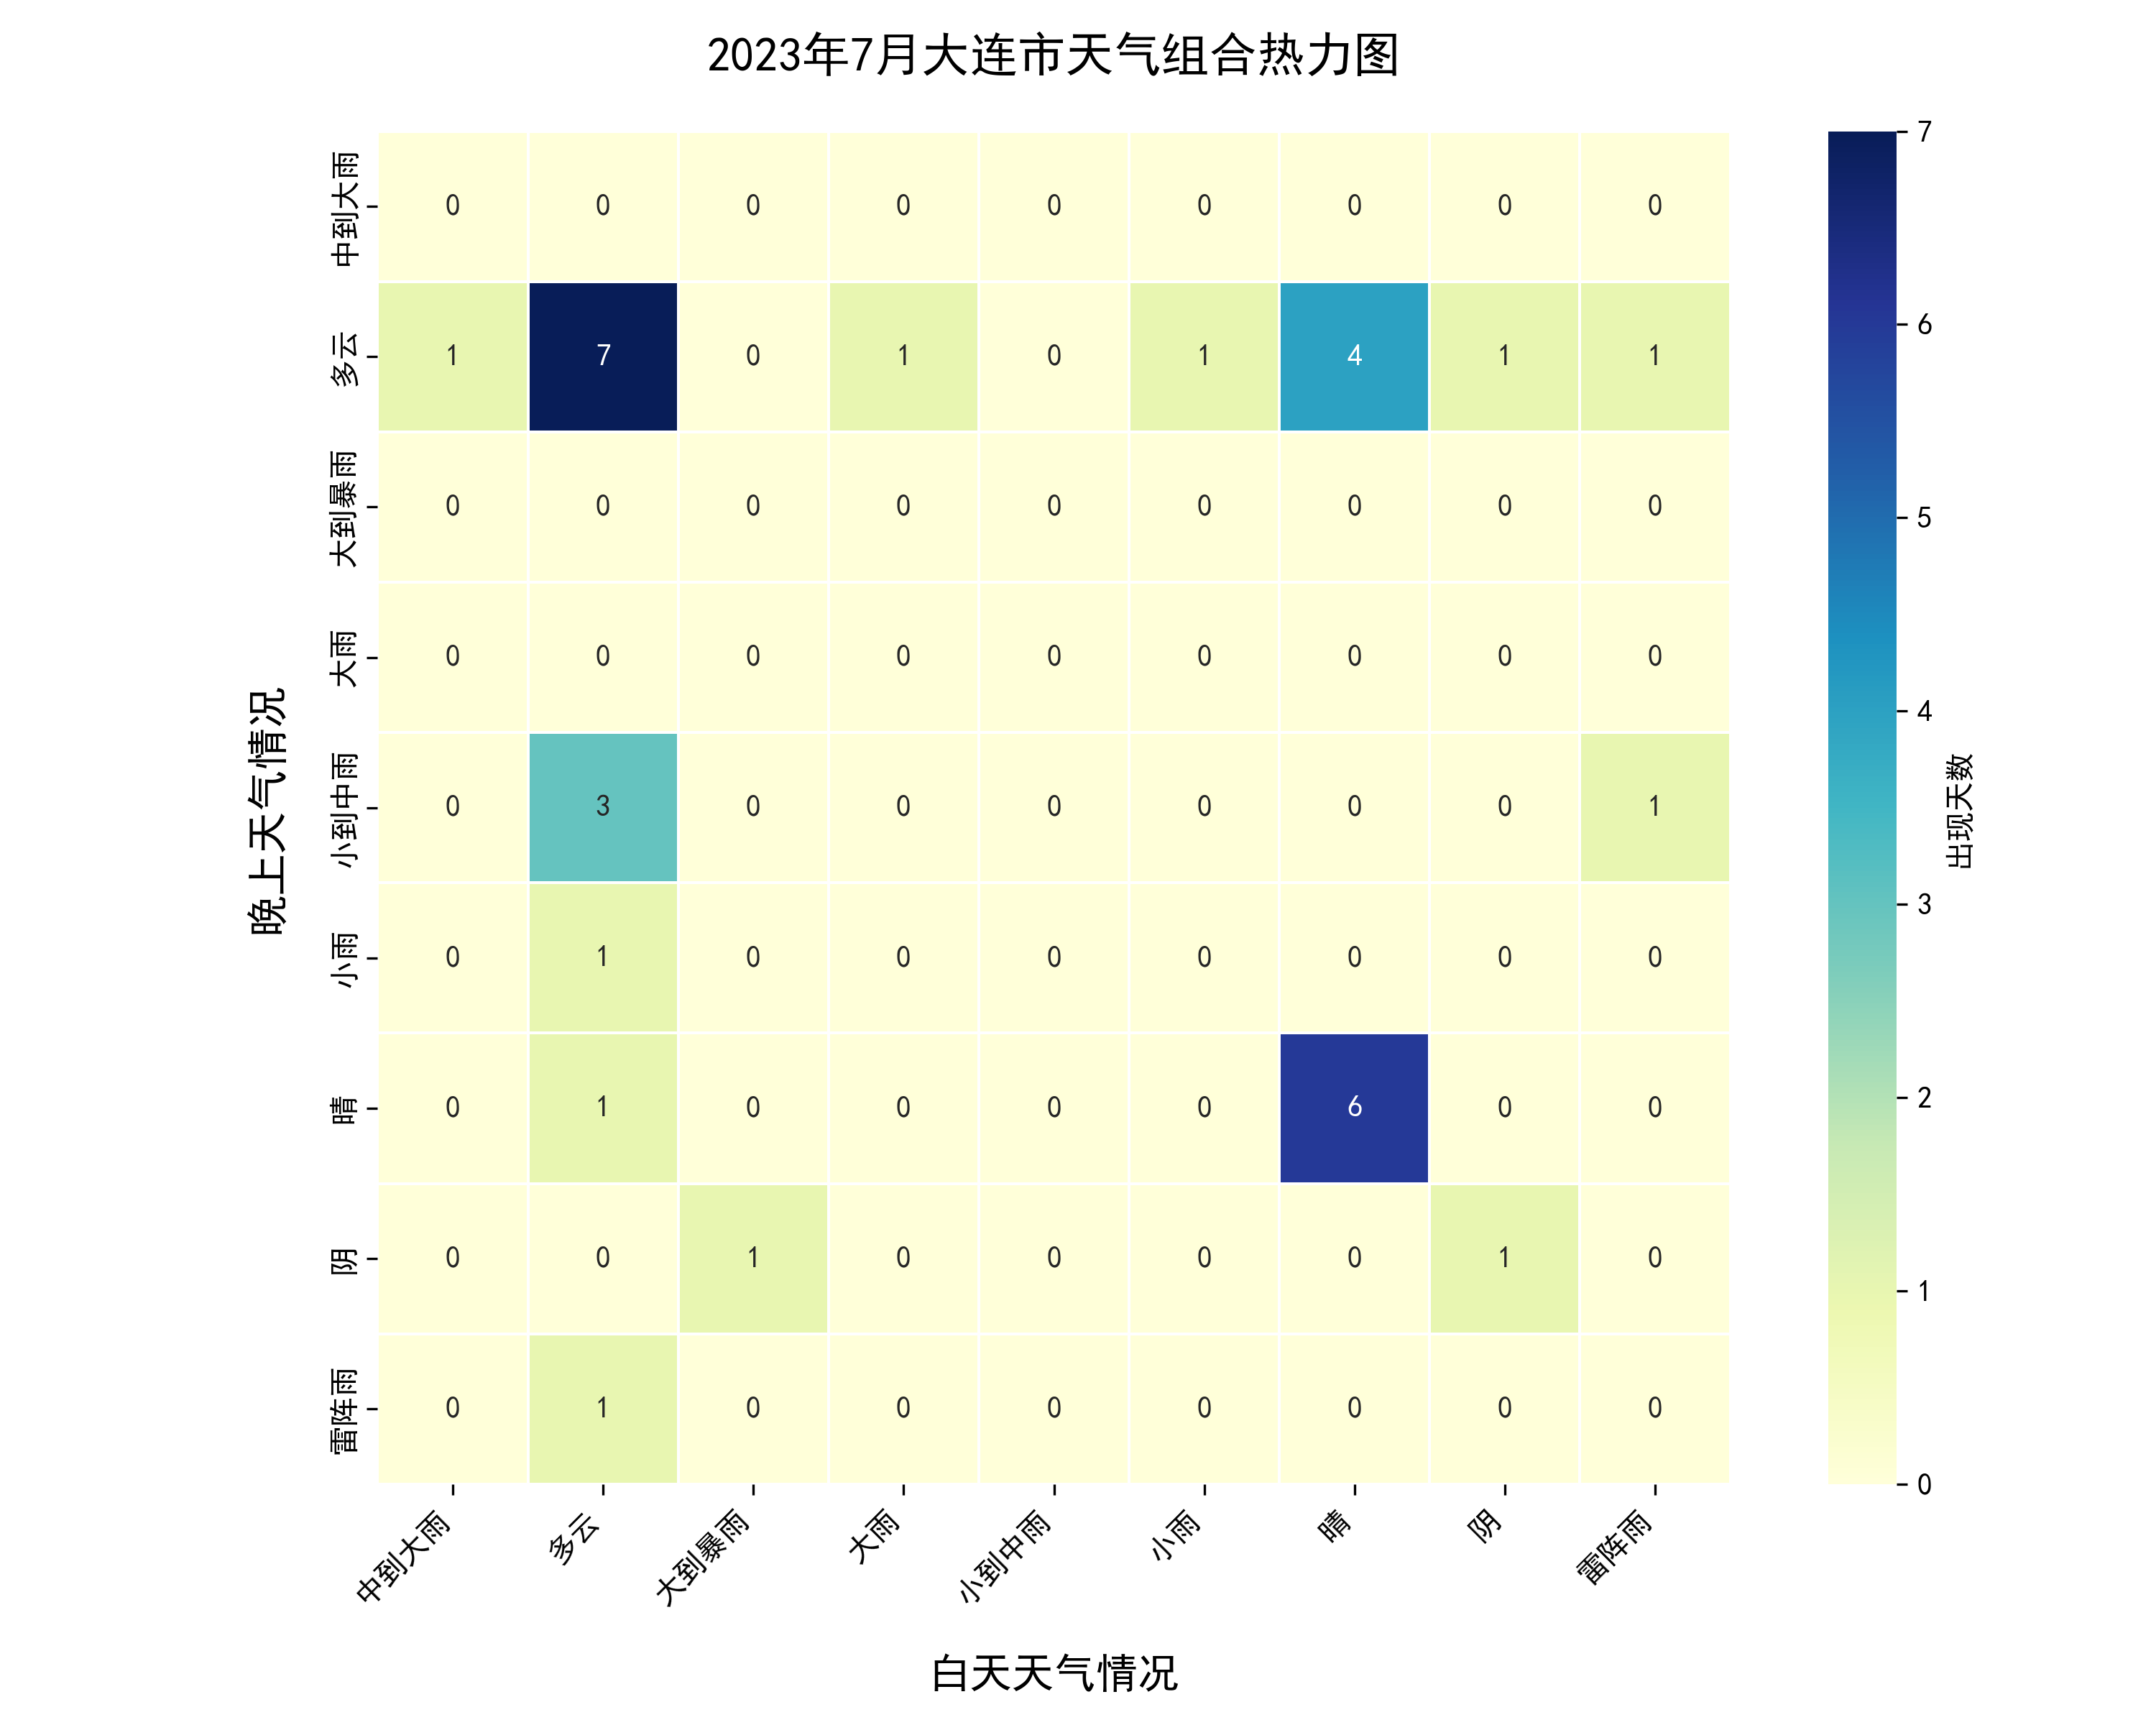 2023年7月大连市天气组合热力图
中到大雨 0 0 0 0 0 0 0 0 0
多云 1 7 0 1 0 1 4 1 1
大到暴雨 0 0 0 0 0 0 0 0 0
大雨 0 0 0 0 0 0 0 0 0
小到中雨 0 3 0 0 0 0 0 0 1
小雨 0 1 0 0 0 0 0 0 0
晴 0 1 0 0 0 0 6 0 0
阴 0 0 1 0 0 0 0 1 0
雷阵雨 0 1 0 0 0 0 0 0 0
晚上天气情况
中到大雨 多云 大到暴雨 大雨 小到中雨 小雨 晴 阴 雷阵雨
白天天气情况
7
6
5
4
3
2
1
0
出现天数